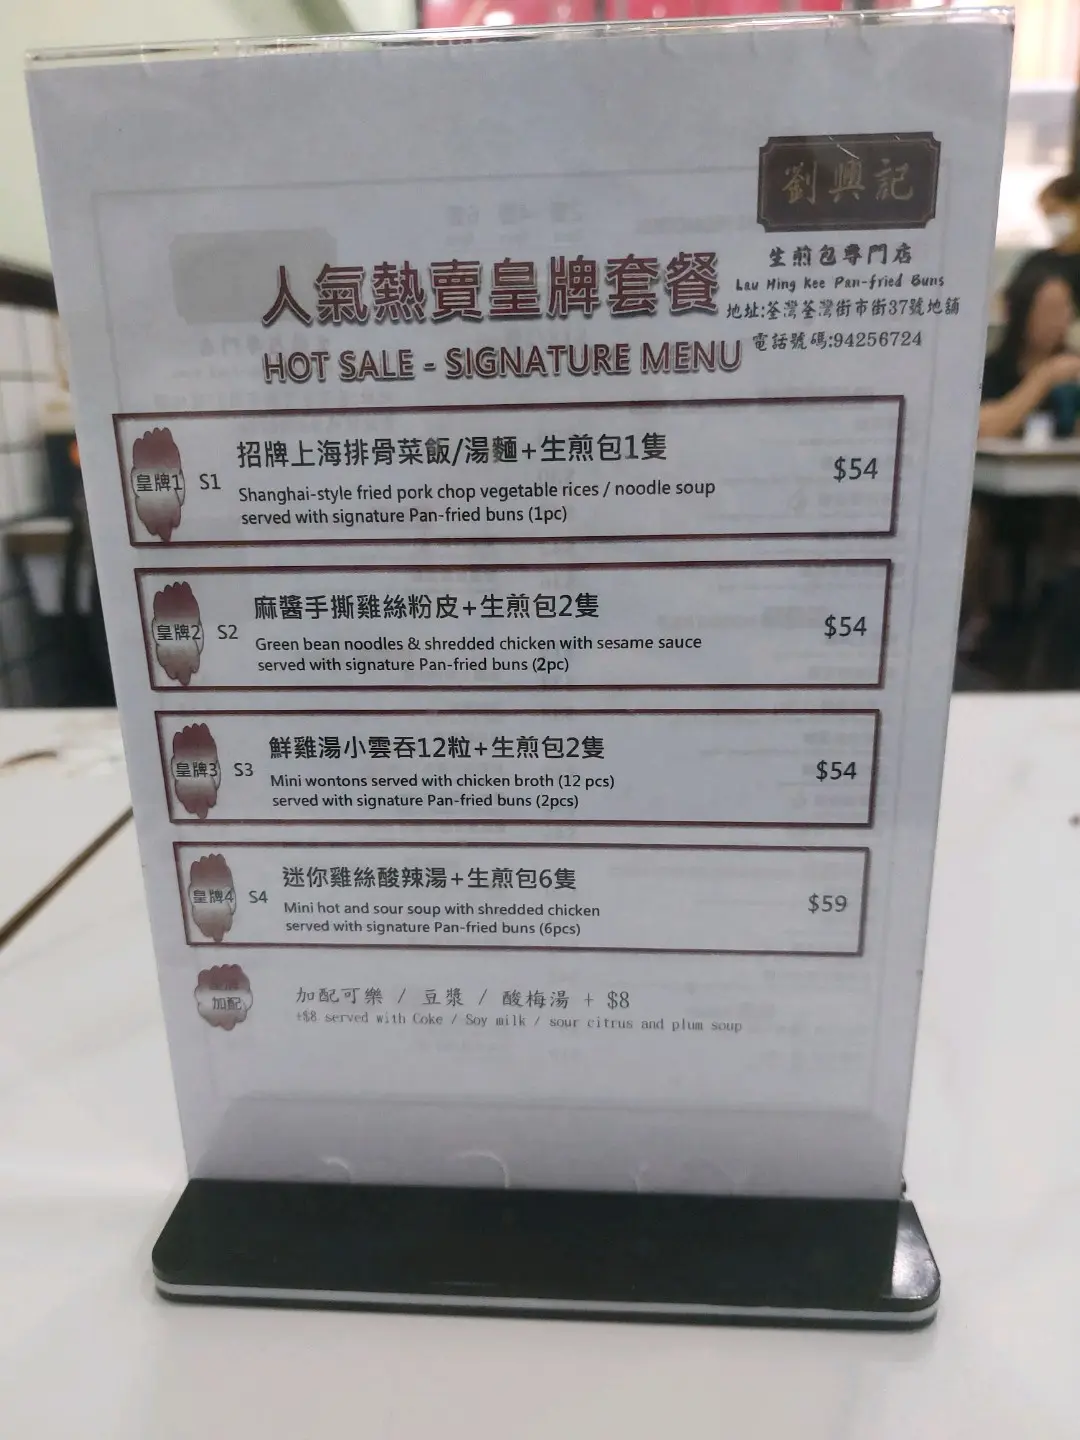 劉興記
生煎包專門店
Lau Hing Kee Pan-fried Buns
地址:荃灣荃灣街市街37號地舖
電話號碼:94256724
人氣熱賣皇牌套餐
HOT SALE - SIGNATURE MENU
皇牌1 S1 招牌上海排骨菜飯/湯麵+生煎包1隻 $54
Shanghai-style fried pork chop vegetable rices / noodle soup
served with signature Pan-fried buns (1pc)
皇牌2 S2 麻醬手撕雞絲粉皮+生煎包2隻 $54
Green bean noodles & shredded chicken with sesame sauce
served with signature Pan-fried buns (2pc)
皇牌3 S3 鮮雞湯小雲吞12粒+生煎包2隻 $54
Mini wontons served with chicken broth (12 pcs)
served with signature Pan-fried buns (2pcs)
皇牌4 S4 迷你雞絲酸辣湯+生煎包6隻 $59
Mini hot and sour soup with shredded chicken
served with signature Pan-fried buns (6pcs)
加配 加配可樂 / 豆漿 / 酸梅湯 + $8
+$8 served with Coke / Soy milk / sour citrus and plum soup